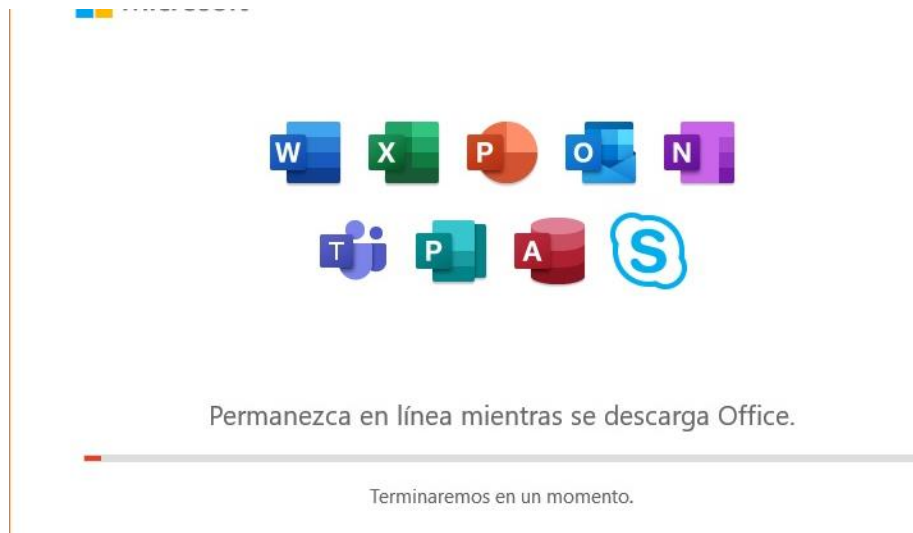 W X P O N
T P A S
Permanezca en línea mientras se descarga Office.
Terminaremos en un momento.